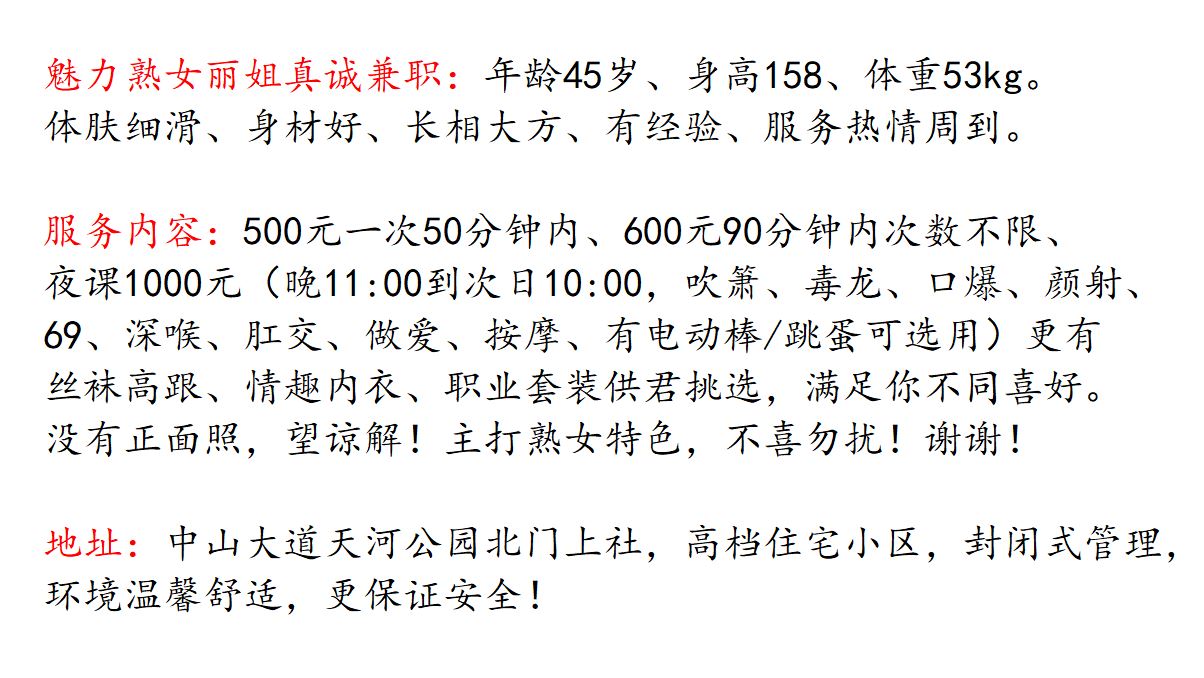 魅力熟女丽姐真诚兼职：年龄45岁、身高158、体重53kg。
体肤细滑、身材好、长相大方、有经验、服务热情周到。
服务内容：500元一次50分钟内、600元90分钟内次数不限、
夜课1000元（晚11:00到次日10:00，吹箫、毒龙、口爆、颜射、
69、深喉、肛交、做爱、按摩、有电动棒/跳蛋可选用）更有
丝袜高跟、情趣内衣、职业套装供君挑选，满足你不同喜好。
没有正面照，望谅解！主打熟女特色，不喜勿扰！谢谢！
地址：中山大道天河公园北门上社，高档住宅小区，封闭式管理，
环境温馨舒适，更保证安全！